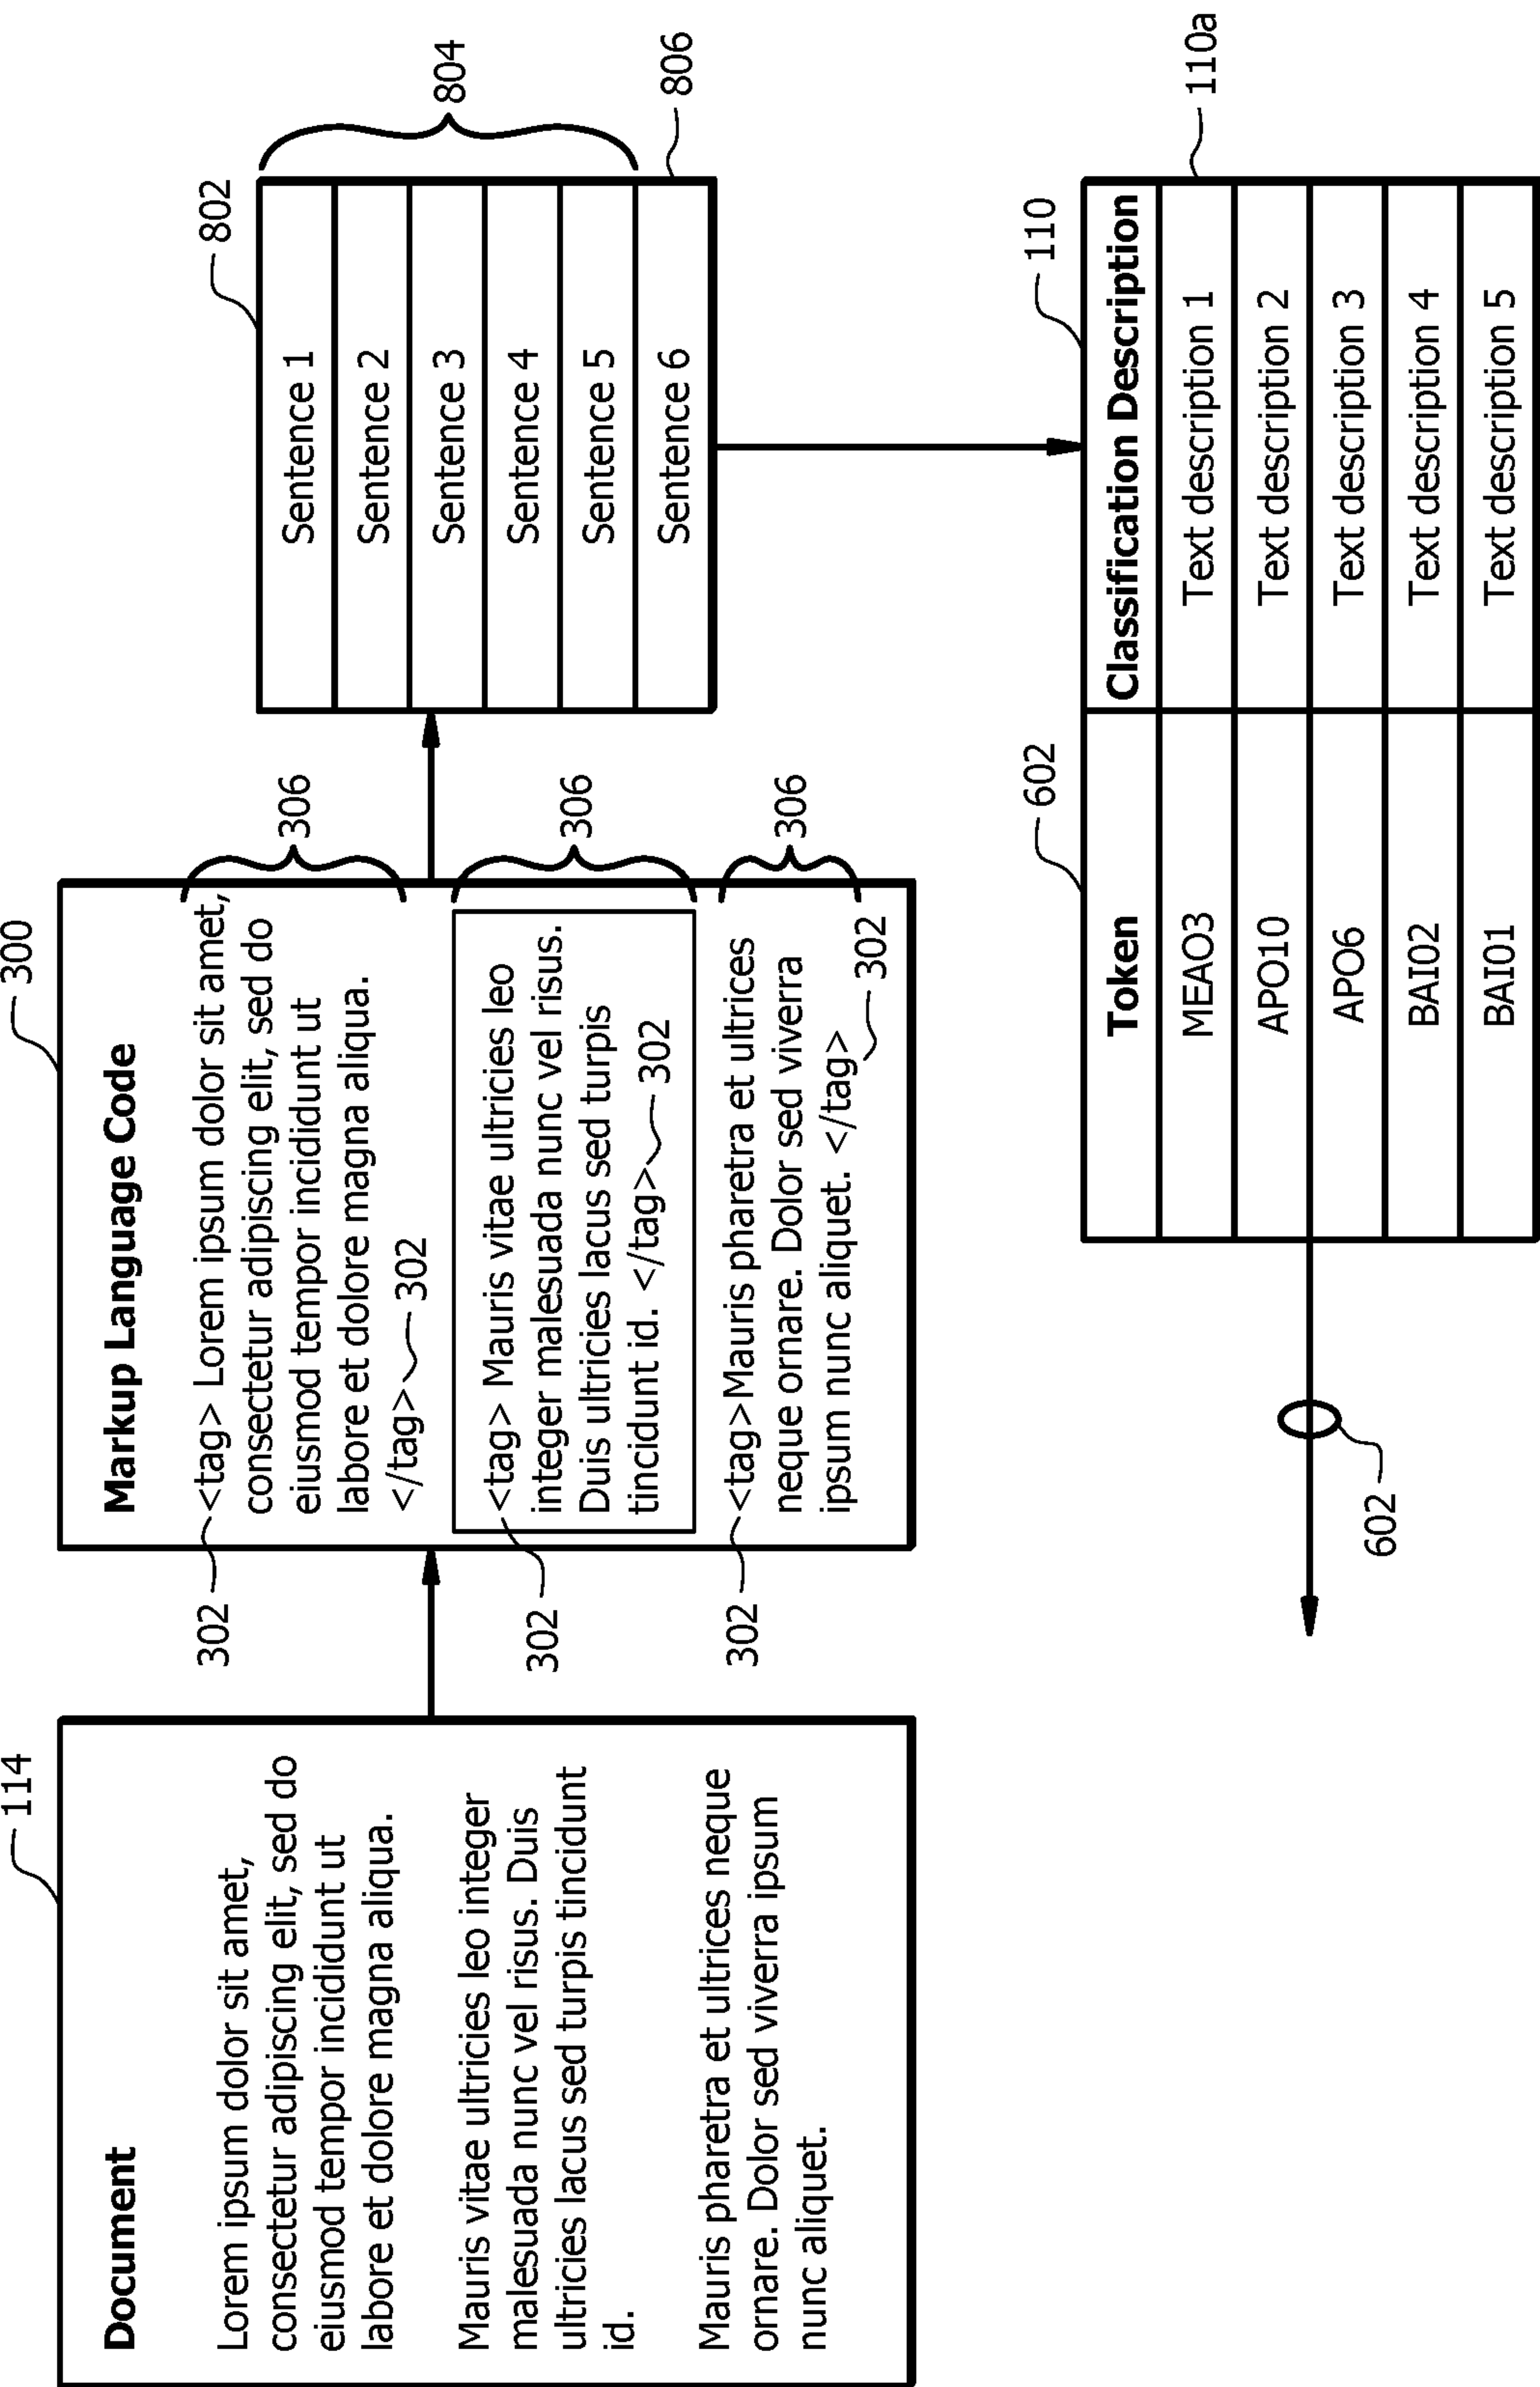 114
Document
Lorem ipsum dolor sit amet,
consectetur adipiscing elit, sed do
eiusmod tempor incididunt ut
labore et dolore magna aliqua.
Mauris vitae ultricies leo integer
malesuada nunc vel risus. Duis
ultricies lacus sed turpis tincidunt
id.
Mauris pharetra et ultrices neque
ornare. Dolor sed viverra ipsum
nunc aliquet.
300
Markup Language Code
302
<tag> Lorem ipsum dolor sit amet,
consectetur adipiscing elit, sed do
eiusmod tempor incididunt ut
labore et dolore magna aliqua.
</tag> 302
306
302
<tag> Mauris vitae ultricies leo
integer malesuada nunc vel risus.
Duis ultricies lacus sed turpis
tincidunt id. </tag> 302
306
302
<tag>Mauris pharetra et ultrices
neque ornare. Dolor sed viverra
ipsum nunc aliquet. </tag> 302
306
802
Sentence 1
Sentence 2
Sentence 3
Sentence 4
Sentence 5
Sentence 6
804
806
602
110
Token Classification Description
MEAO3 Text description 1
110a
APO10 Text description 2
APO6 Text description 3
BAI02 Text description 4
BAI01 Text description 5
602